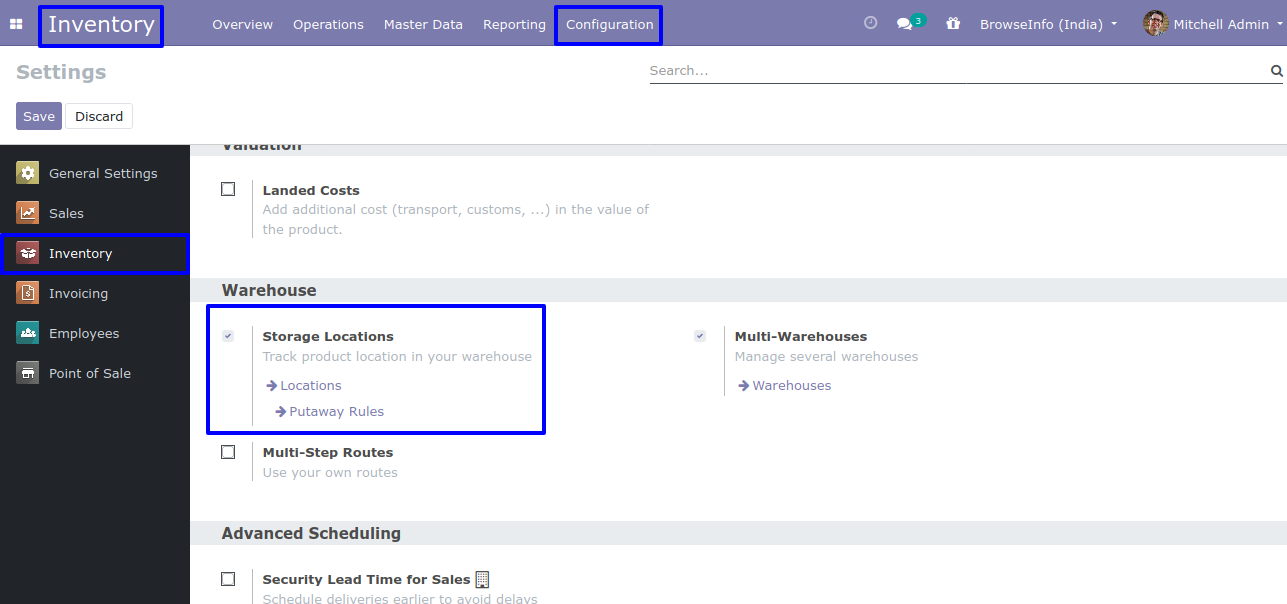 Inventory Overview Operations Master Data Reporting Configuration 3 BrowseInfo (India) Mitchell Admin
Settings
Search...
Save Discard
General Settings
Sales
Inventory
Invoicing
Employees
Point of Sale
Valuation
Landed Costs
Add additional cost (transport, customs, ...) in the value of
the product.
Warehouse
Storage Locations
Track product location in your warehouse
Locations
Putaway Rules
Multi-Warehouses
Manage several warehouses
Warehouses
Multi-Step Routes
Use your own routes
Advanced Scheduling
Security Lead Time for Sales
Schedule deliveries earlier to avoid delays